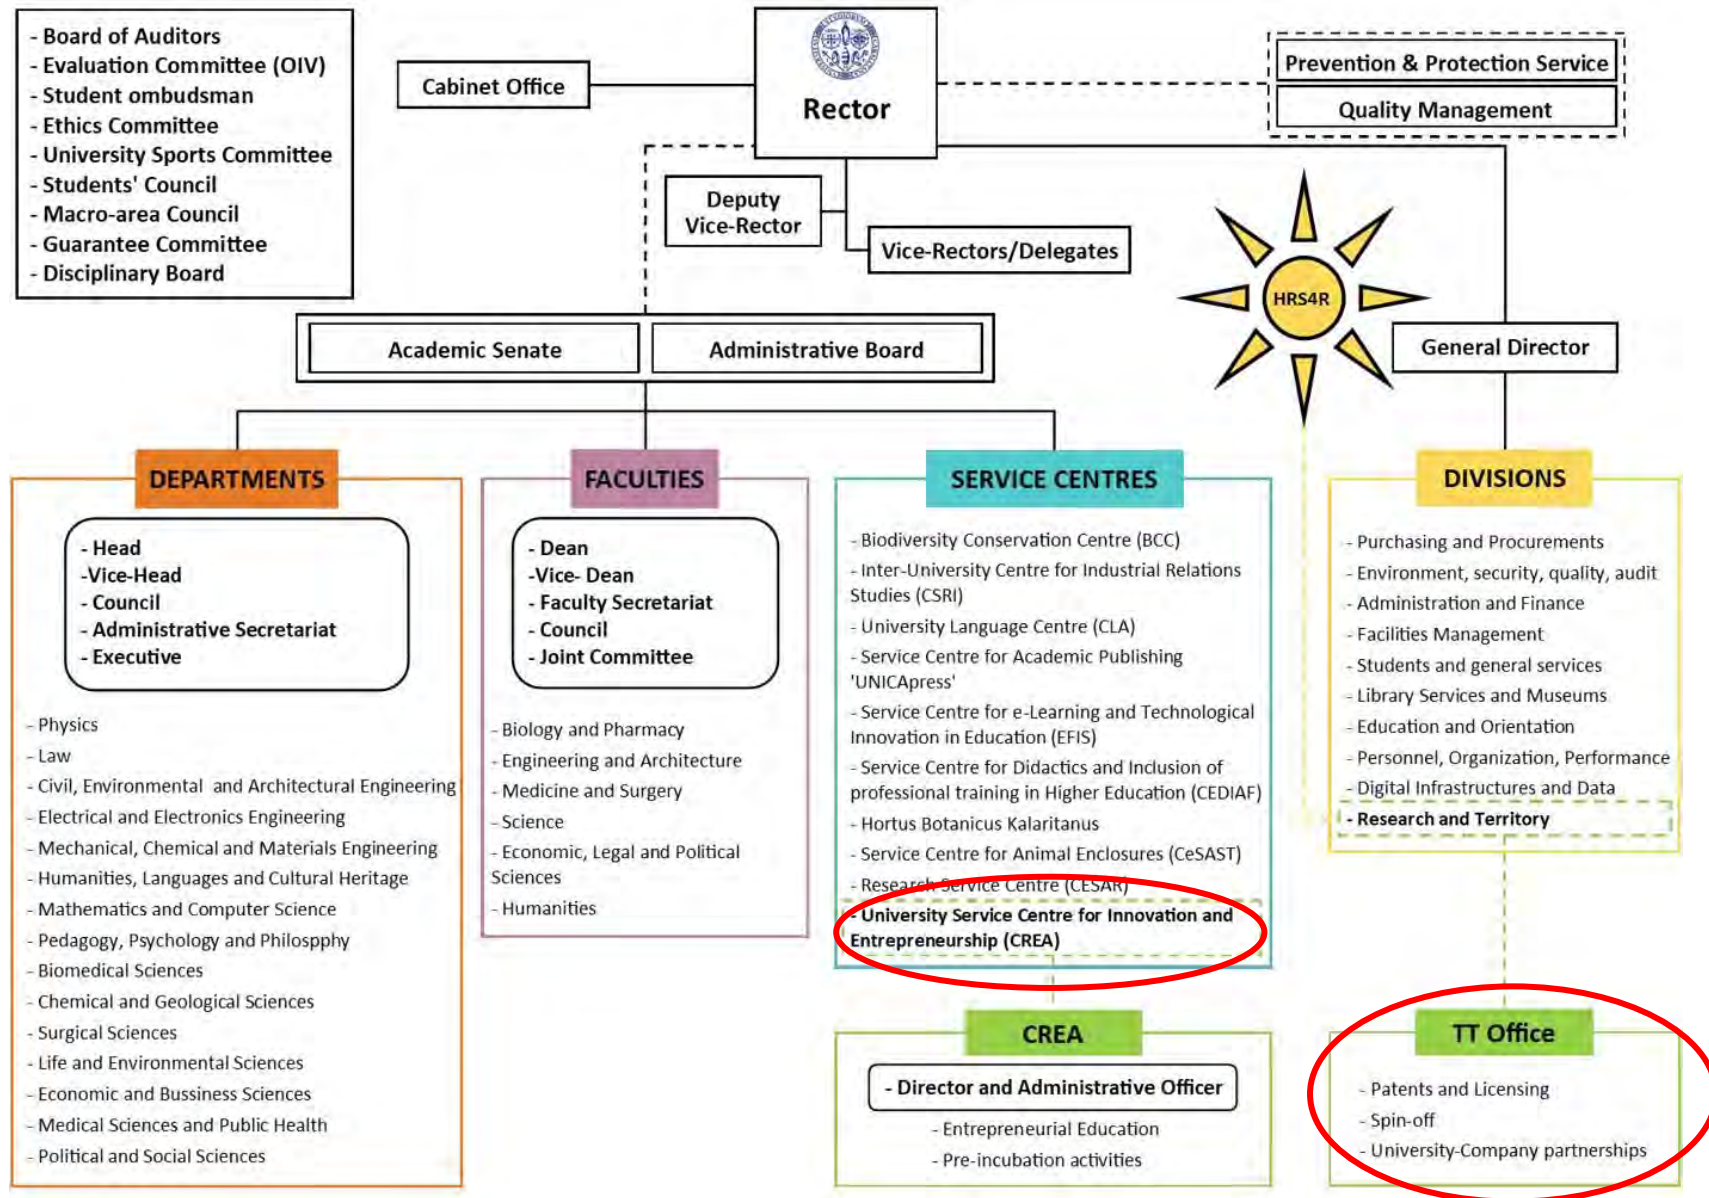 - Board of Auditors
- Evaluation Committee (OIV)
- Student ombudsman
- Ethics Committee
- University Sports Committee
- Students' Council
- Macro-area Council
- Guarantee Committee
- Disciplinary Board
Cabinet Office
Rector
Prevention & Protection Service
Quality Management
Deputy
Vice-Rector
Vice-Rectors/Delegates
HRS4R
General Director
Academic Senate
Administrative Board
DEPARTMENTS
- Head
-Vice-Head
- Council
- Administrative Secretariat
- Executive
- Physics
- Law
- Civil, Environmental and Architectural Engineering
- Electrical and Electronics Engineering
- Mechanical, Chemical and Materials Engineering
- Humanities, Languages and Cultural Heritage
- Mathematics and Computer Science
- Pedagogy, Psychology and Philospphy
- Biomedical Sciences
- Chemical and Geological Sciences
- Surgical Sciences
- Life and Environmental Sciences
- Economic and Bussiness Sciences
- Medical Sciences and Public Health
- Political and Social Sciences
FACULTIES
- Dean
-Vice- Dean
- Faculty Secretariat
- Council
- Joint Committee
- Biology and Pharmacy
- Engineering and Architecture
- Medicine and Surgery
- Science
- Economic, Legal and Political
Sciences
- Humanities
SERVICE CENTRES
- Biodiversity Conservation Centre (BCC)
- Inter-University Centre for Industrial Relations
Studies (CSRI)
- University Language Centre (CLA)
- Service Centre for Academic Publishing
'UNICApress'
- Service Centre for e-Learning and Technological
Innovation in Education (EFIS)
- Service Centre for Didactics and Inclusion of
professional training in Higher Education (CEDIAF)
- Hortus Botanicus Kalaritanus
- Service Centre for Animal Enclosures (CeSAST)
- Research Service Centre (CESAR)
- University Service Centre for Innovation and
Entrepreneurship (CREA)
CREA
- Director and Administrative Officer
- Entrepreneurial Education
- Pre-incubation activities
DIVISIONS
- Purchasing and Procurements
- Environment, security, quality, audit
- Administration and Finance
- Facilities Management
- Students and general services
- Library Services and Museums
- Education and Orientation
- Personnel, Organization, Performance
- Digital Infrastructures and Data
- Research and Territory
TT Office
- Patents and Licensing
- Spin-off
- University-Company partnerships